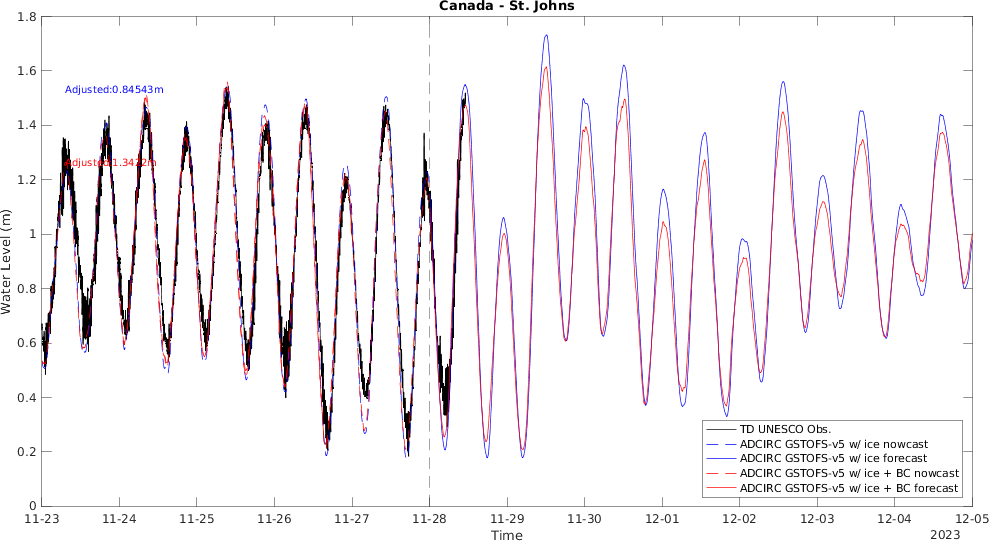 Canada - St. Johns
1.8
1.6
1.4
1.2
1
0.8
0.6
0.4
0.2
0
Water Level (m)
Adjusted:0.84543m
Adjusted:1.3422m
TD UNESCO Obs.
ADCIRC GSTOFS-v5 w/ ice nowcast
ADCIRC GSTOFS-v5 w/ ice forecast
ADCIRC GSTOFS-v5 w/ ice + BC nowcast
ADCIRC GSTOFS-v5 w/ ice + BC forecast
11-23 11-24 11-25 11-26 11-27 11-28 11-29 11-30 12-01 12-02 12-03 12-04 12-05
Time
2023